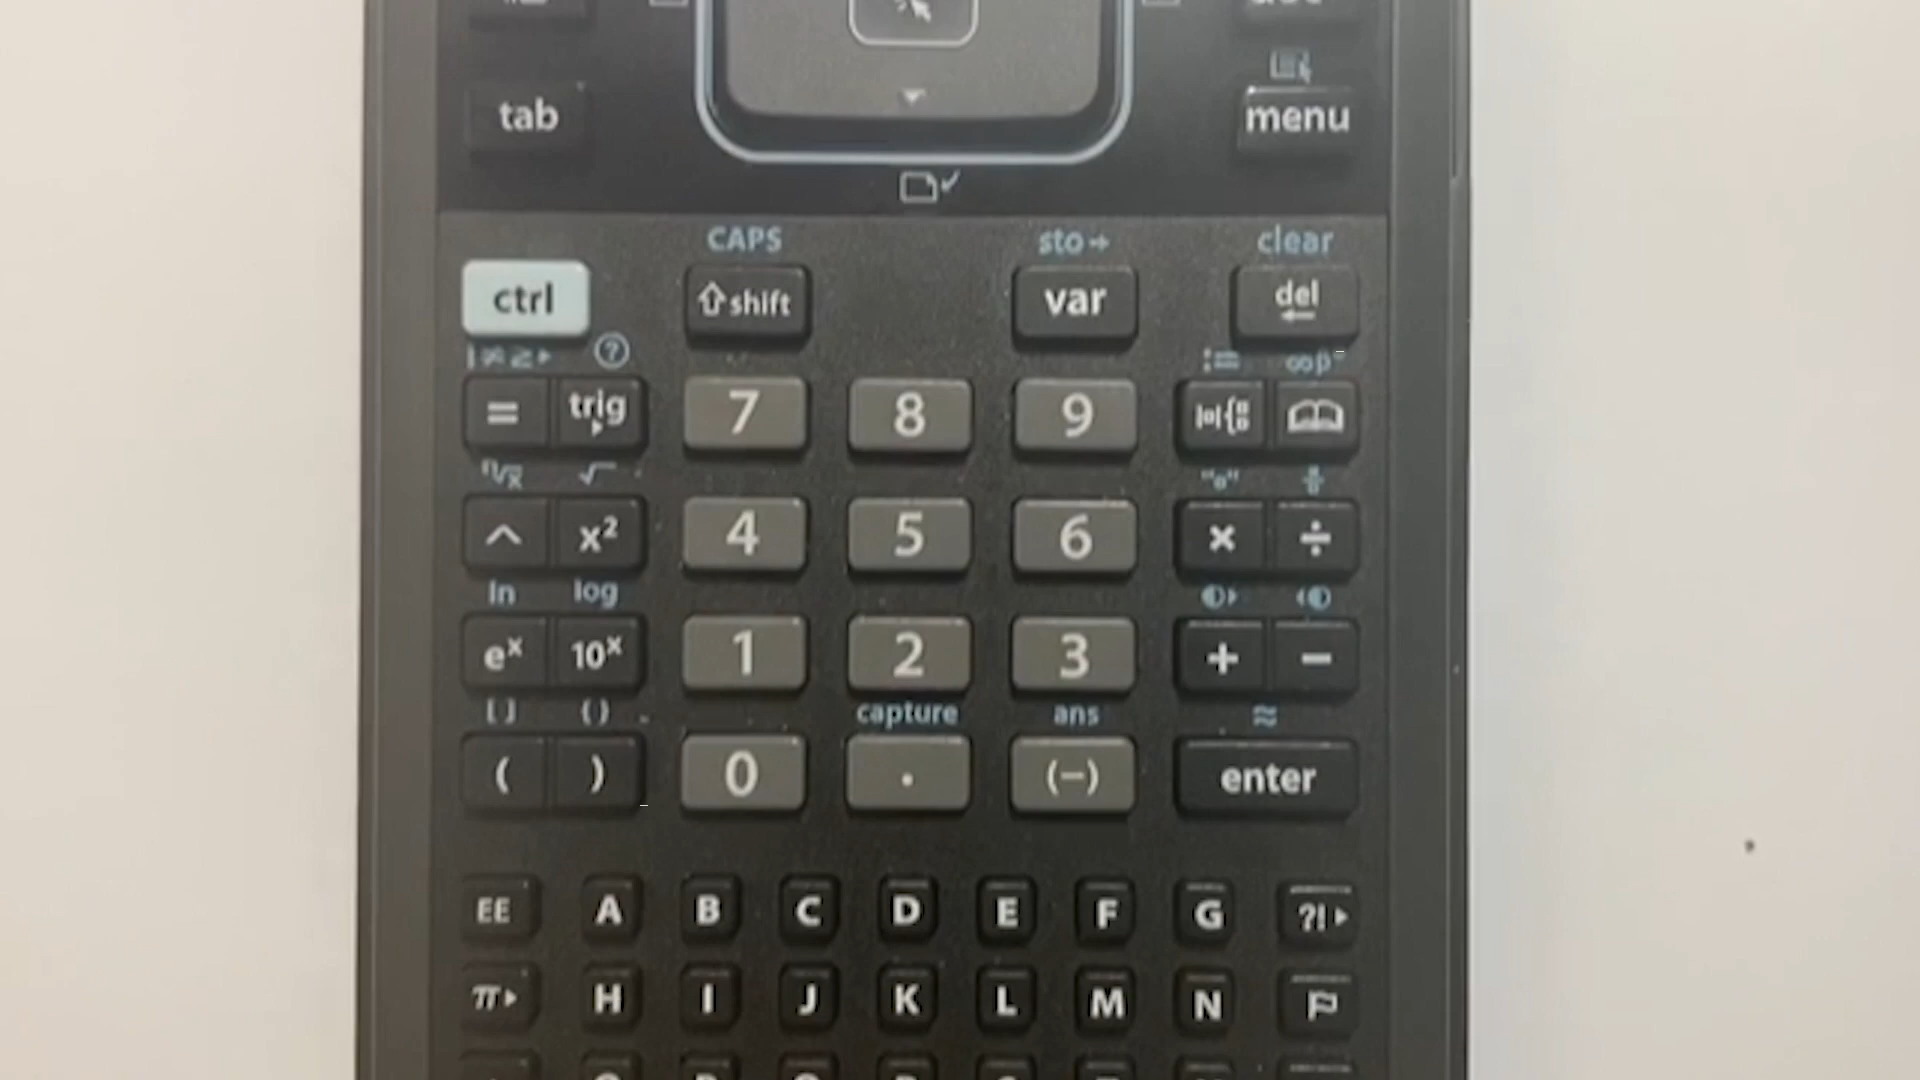 tab menu
CAPS sto→ clear
ctrl ⇧shift var del
| ≠ ≥ ▸ ? := ∞β°
= trig 7 8 9
ⁿ√x √ "□" 
^ x² 4 5 6 × ÷
ln log
eˣ 10ˣ 1 2 3 + −
[ ] { } capture ans ≈
( ) 0 . (−) enter
EE A B C D E F G ?!▸
π▸ H I J K L M N